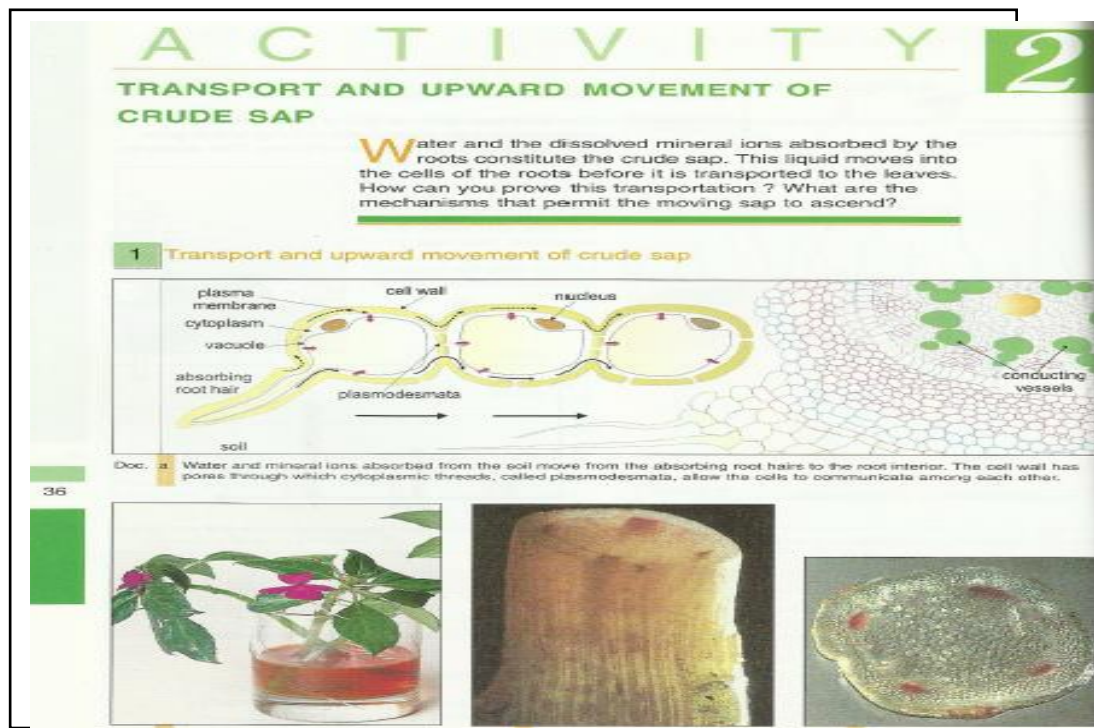 ACTIVITY
2
TRANSPORT AND UPWARD MOVEMENT OF
CRUDE SAP
Water and the dissolved mineral ions absorbed by the
roots constitute the crude sap. This liquid moves into
the cells of the roots before it is transported to the leaves.
How can you prove this transportation ? What are the
mechanisms that permit the moving sap to ascend?
1 Transport and upward movement of crude sap
plasma
membrane
cell wall
nucleus
cytoplasm
vacuole
absorbing
root hair
plasmodesmata
conducting
vessels
soil
Doc. a Water and mineral ions absorbed from the soil move from the absorbing root hairs to the root interior. The cell wall has
pores through which cytoplasmic threads, called plasmodesmata, allow the cells to communicate among each other.
36